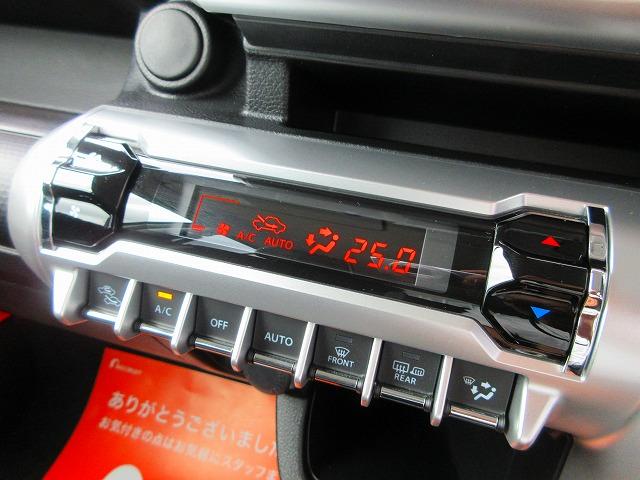 A/C AUTO 25.0
A/C
OFF
AUTO
FRONT
REAR
ありがとうございました
お気付きの点はお気軽にスタッフ